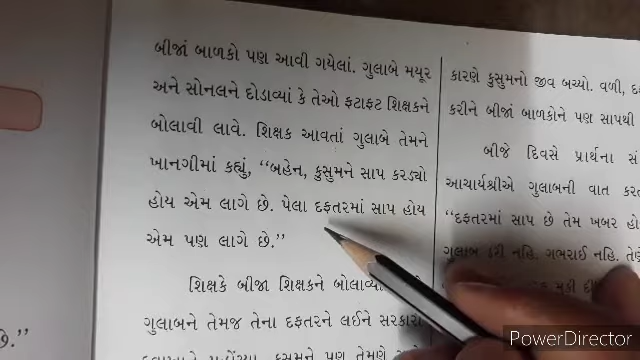 બીજાં બાળકો પણ આવી ગયેલાં. ગુલાબે મયૂર
અને સોનલને દોડાવ્યાં કે તેઓ ફટાફટ શિક્ષકને
બોલાવી લાવે. શિક્ષક આવતાં ગુલાબે તેમને
ખાનગીમાં કહ્યું, “બહેન, કુસુમને સાપ કરડ્યો
હોય એમ લાગે છે. પેલા દફતરમાં સાપ હોય
એમ પણ લાગે છે.”
શિક્ષકે બીજા શિક્ષકને બોલાવ્યા
ગુલાબને તેમજ તેના દફતરને લઈને સરકારી
કારણે કુસુમનો જીવ બચ્યો. વળી,
કરીને બીજાં બાળકોને પણ સાપથી
બીજે દિવસે પ્રાર્થના
આચાર્યશ્રીએ ગુલાબની વાત
“દફતરમાં સાપ છે તેમ ખબર
ગુલાબ ડરી નહિ. ગભરાઈ નહિ.
છે.”
PowerDirector